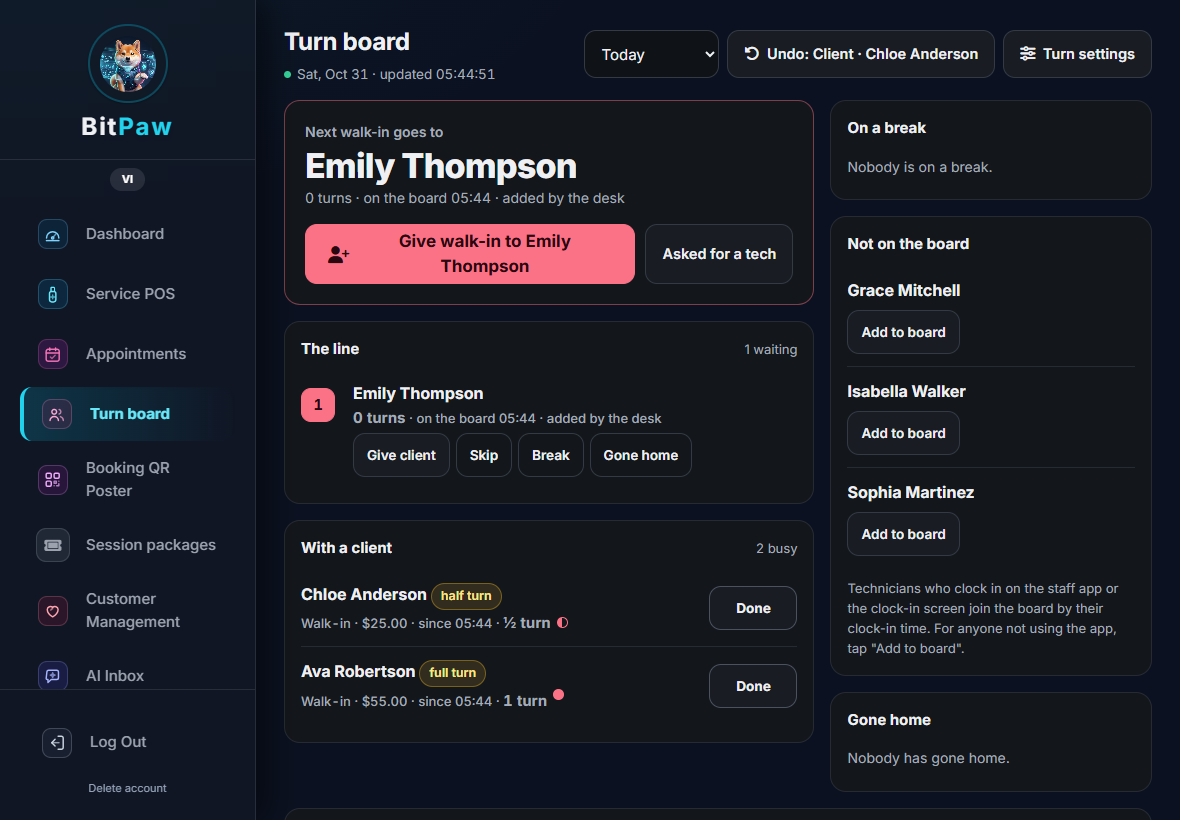 BitPaw
VI
Dashboard
Service POS
Appointments
Turn board
Booking QR
Poster
Session packages
Customer
Management
AI Inbox
Log Out
Delete account
Turn board
Sat, Oct 31 · updated 05:44:51
Today
Undo: Client · Chloe Anderson
Turn settings
Next walk-in goes to
Emily Thompson
0 turns · on the board 05:44 · added by the desk
Give walk-in to Emily
Thompson
Asked for a tech
The line
1 waiting
1
Emily Thompson
0 turns · on the board 05:44 · added by the desk
Give client
Skip
Break
Gone home
With a client
2 busy
Chloe Anderson half turn
Walk-in · $25.00 · since 05:44 · ½ turn
Done
Ava Robertson full turn
Walk-in · $55.00 · since 05:44 · 1 turn
Done
On a break
Nobody is on a break.
Not on the board
Grace Mitchell
Add to board
Isabella Walker
Add to board
Sophia Martinez
Add to board
Technicians who clock in on the staff app or
the clock-in screen join the board by their
clock-in time. For anyone not using the app,
tap "Add to board".
Gone home
Nobody has gone home.